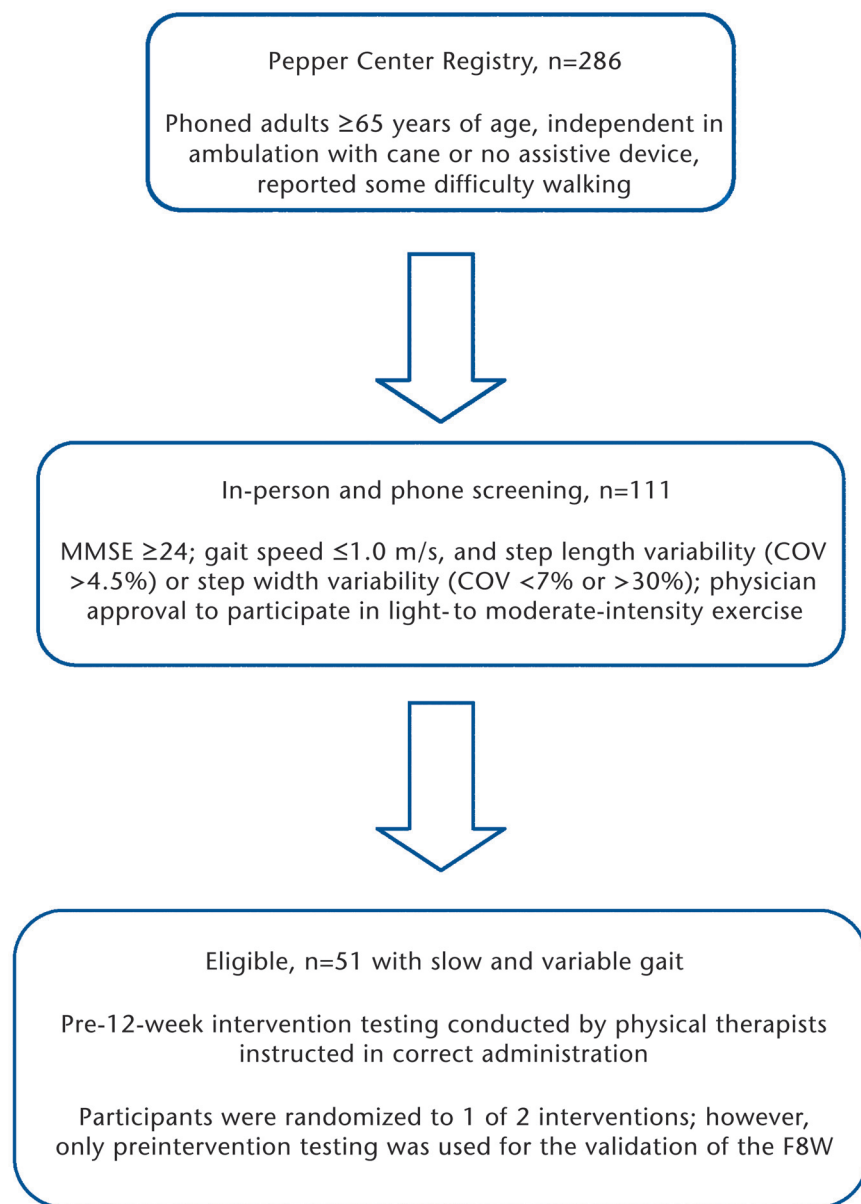 Pepper Center Registry, n=286
Phoned adults ≥65 years of age, independent in
ambulation with cane or no assistive device,
reported some difficulty walking
In-person and phone screening, n=111
MMSE ≥24; gait speed ≤1.0 m/s, and step length variability (COV
>4.5%) or step width variability (COV <7% or >30%); physician
approval to participate in light- to moderate-intensity exercise
Eligible, n=51 with slow and variable gait
Pre-12-week intervention testing conducted by physical therapists
instructed in correct administration
Participants were randomized to 1 of 2 interventions; however,
only preintervention testing was used for the validation of the F8W